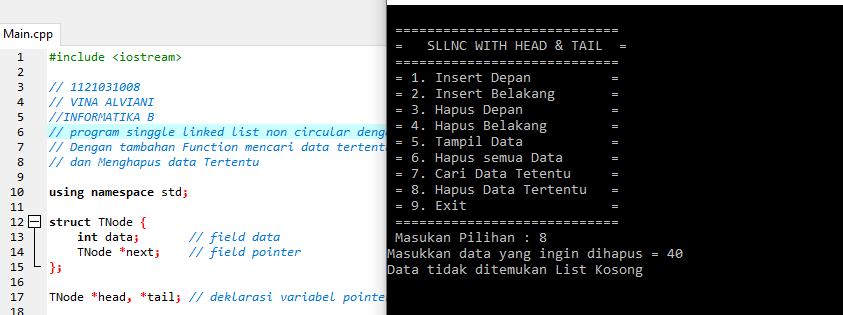 Main.cpp
1 #include <iostream>
2
3 // 1121031008
4 // VINA ALVIANI
5 //INFORMATIKA B
6 // program singgle linked list non circular deng
7 // Dengan tambahan Function mencari data tertent
8 // dan Menghapus data Tertentu
9
10 using namespace std;
11
12 struct TNode {
13 int data; // field data
14 TNode *next; // field pointer
15 };
16
17 TNode *head, *tail; // deklarasi variabel pointe
18
============================
= SLLNC WITH HEAD & TAIL =
============================
= 1. Insert Depan =
= 2. Insert Belakang =
= 3. Hapus Depan =
= 4. Hapus Belakang =
= 5. Tampil Data =
= 6. Hapus semua Data =
= 7. Cari Data Tetentu =
= 8. Hapus Data Tertentu =
= 9. Exit =
============================
Masukan Pilihan : 8
Masukkan data yang ingin dihapus = 40
Data tidak ditemukan List Kosong